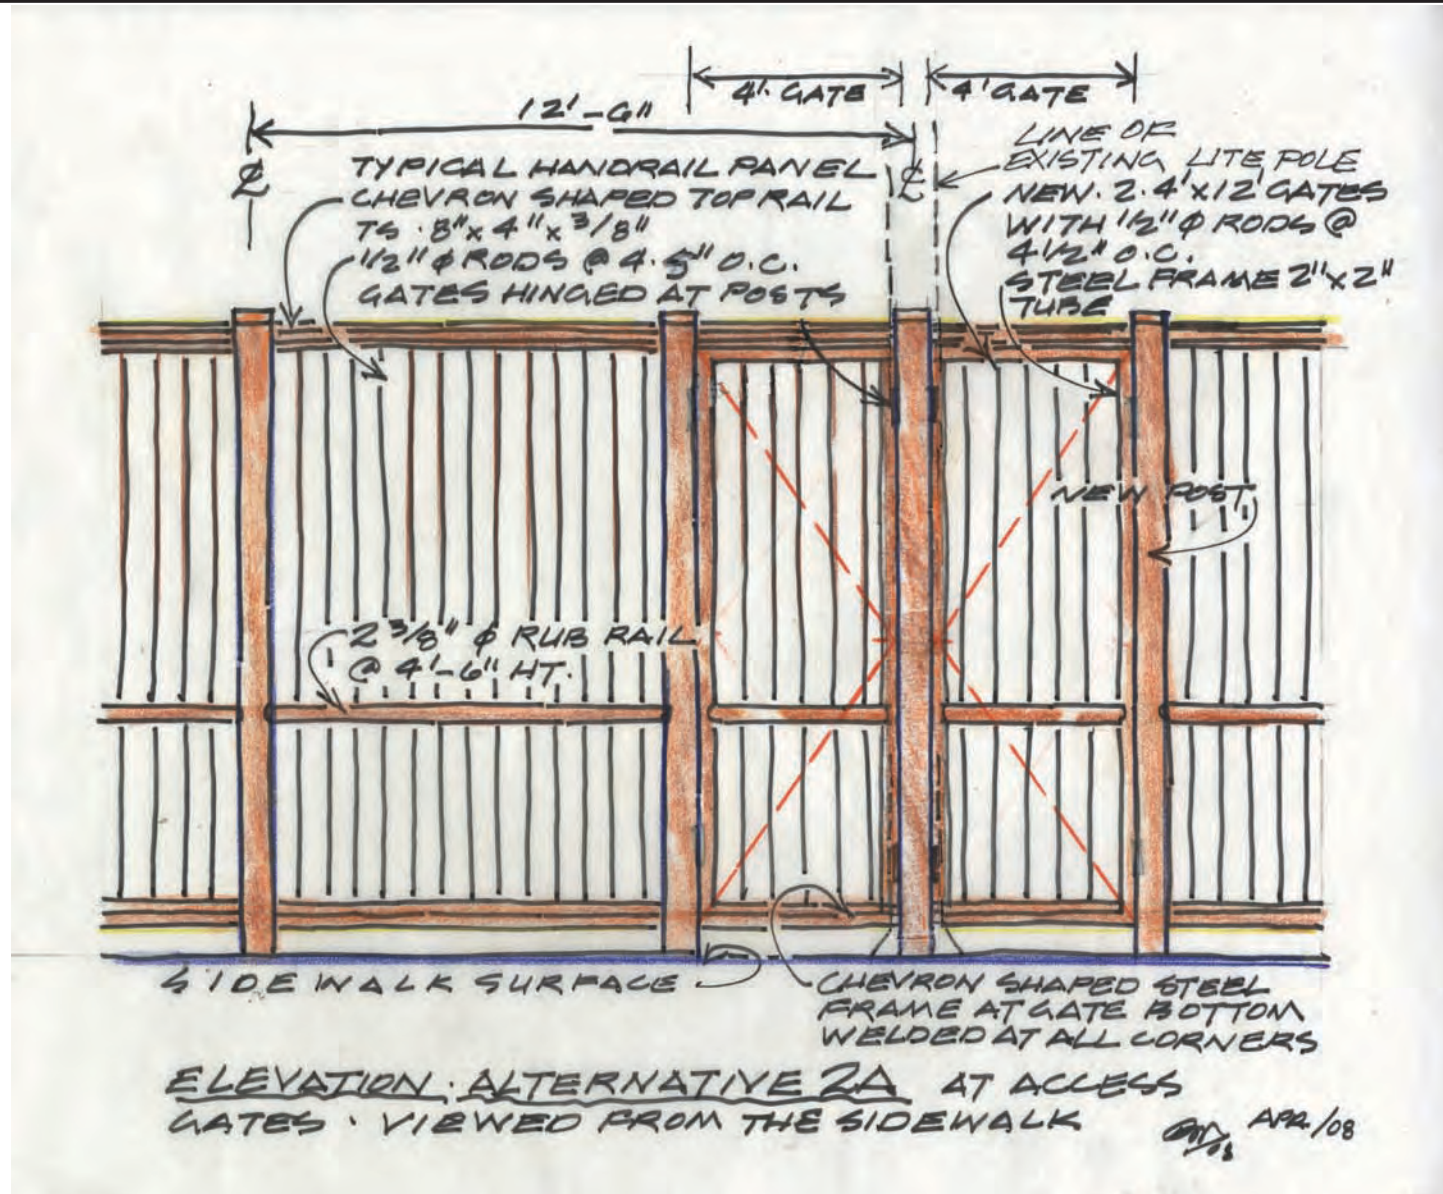 4'. GATE
4' GATE
12'-6"
℄
℄
TYPICAL HANDRAIL PANEL
CHEVRON SHAPED TOP RAIL
TS · 8" x 4" x 3/8"
1/2" φ RODS @ 4.5" O.C.
GATES HINGED AT POSTS
LINE OF
EXISTING LITE POLE
NEW · 2 · 4' x 12' GATES
WITH 1/2" φ RODS @
4 1/2" O.C.
STEEL FRAME 2" x 2"
TUBE
NEW POST
2 3/8" φ RUB RAIL
@ 4'-6" HT.
SIDEWALK SURFACE
CHEVRON SHAPED STEEL
FRAME AT GATE BOTTOM
WELDED AT ALL CORNERS
ELEVATION · ALTERNATIVE 2A AT ACCESS
GATES · VIEWED FROM THE SIDEWALK
APR/08